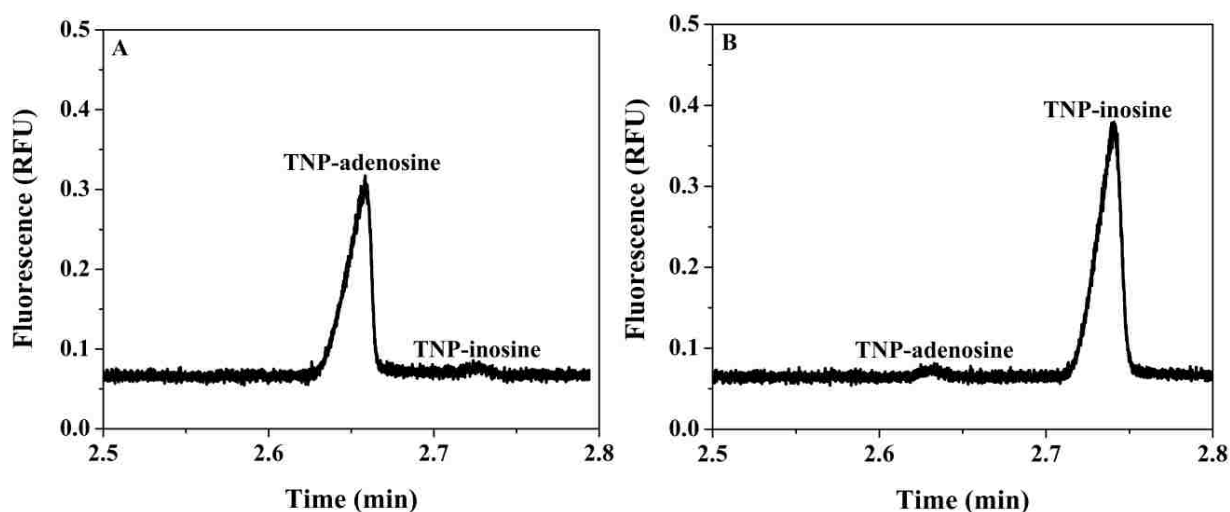 A
0.5
0.4
0.3
0.2
0.1
0.0
Fluorescence (RFU)
TNP-adenosine
TNP-inosine
2.5 2.6 2.7 2.8
Time (min)
B
0.5
0.4
0.3
0.2
0.1
0.0
Fluorescence (RFU)
TNP-inosine
TNP-adenosine
2.5 2.6 2.7 2.8
Time (min)